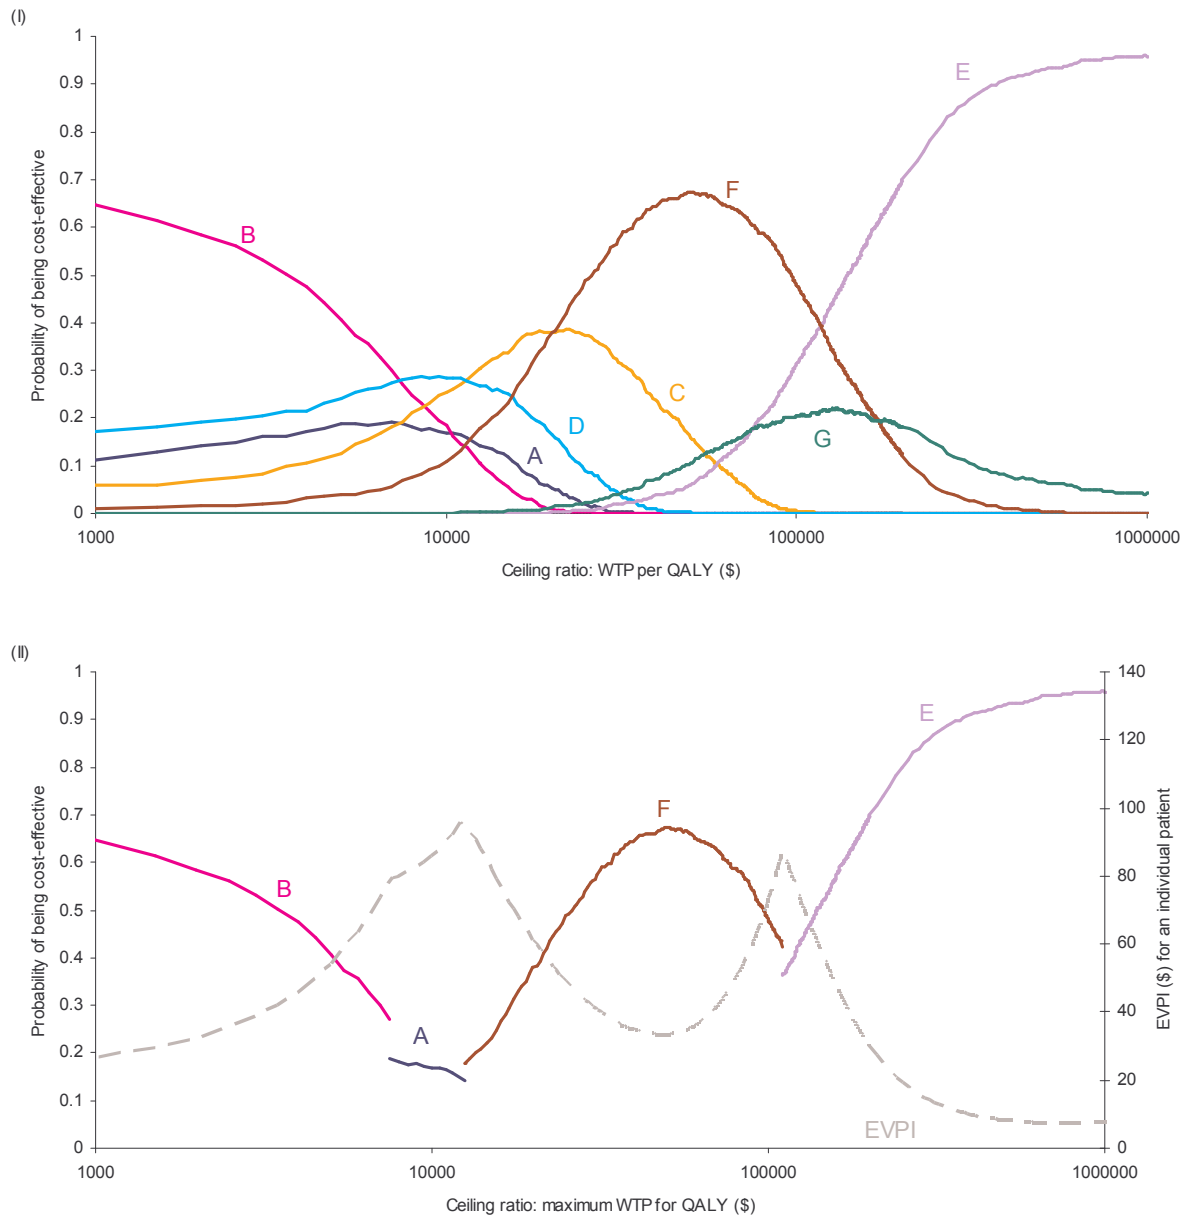 (I)
Probability of being cost-effective
1
0.9
0.8
0.7
0.6
0.5
0.4
0.3
0.2
0.1
0
B
D
A
C
F
G
E
1000
10000
100000
1000000
Ceiling ratio: WTP per QALY ($)
(II)
Probability of being cost-effective
1
0.9
0.8
0.7
0.6
0.5
0.4
0.3
0.2
0.1
0
B
A
F
E
EVPI
140
120
100
80
60
40
20
0
EVPI ($) for an individual patient
1000
10000
100000
1000000
Ceiling ratio: maximum WTP for QALY ($)